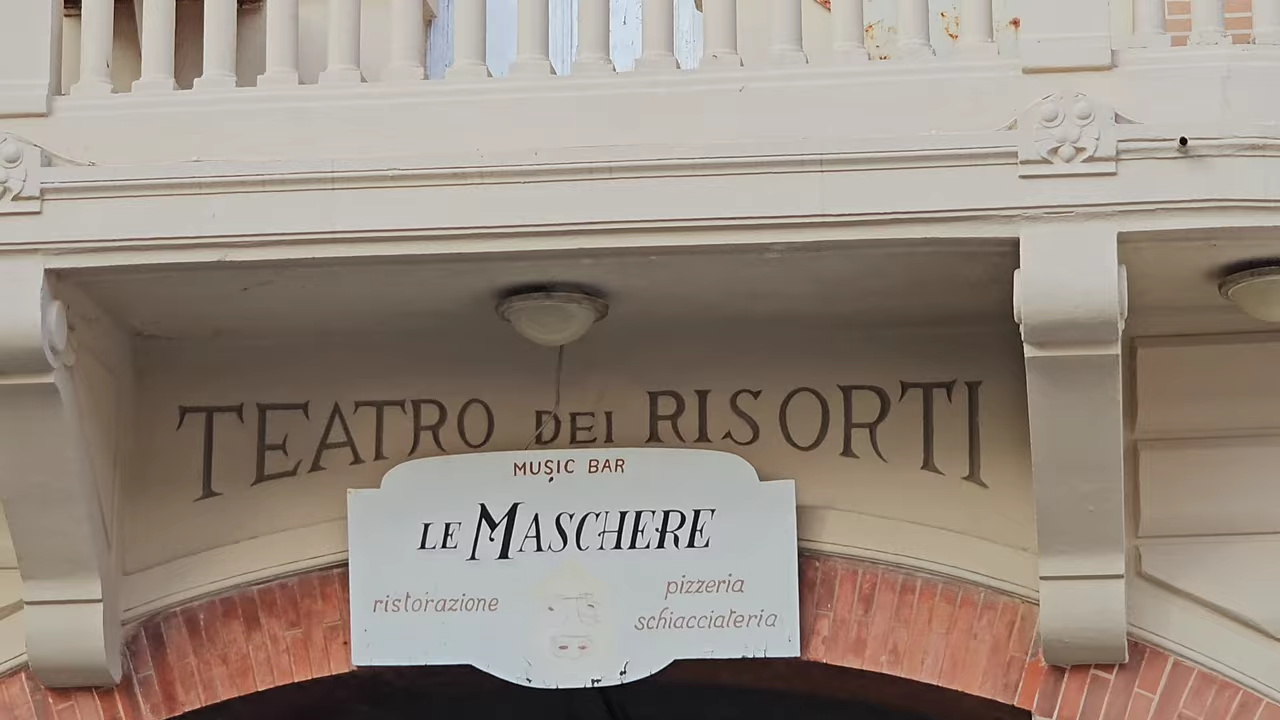 TEATRO DEI RISORTI
MUSIC BAR
LE MASCHERE
ristorazione
pizzeria
schiacciateria